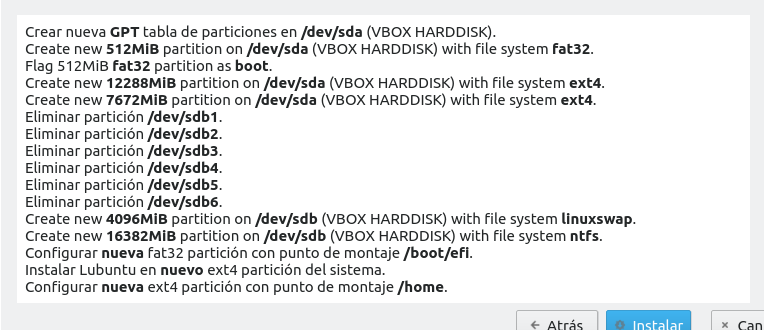 Crear nueva GPT tabla de particiones en /dev/sda (VBOX HARDDISK).
Create new 512MiB partition on /dev/sda (VBOX HARDDISK) with file system fat32.
Flag 512MiB fat32 partition as boot.
Create new 12288MiB partition on /dev/sda (VBOX HARDDISK) with file system ext4.
Create new 7672MiB partition on /dev/sda (VBOX HARDDISK) with file system ext4.
Eliminar partición /dev/sdb1.
Eliminar partición /dev/sdb2.
Eliminar partición /dev/sdb3.
Eliminar partición /dev/sdb4.
Eliminar partición /dev/sdb5.
Eliminar partición /dev/sdb6.
Create new 4096MiB partition on /dev/sdb (VBOX HARDDISK) with file system linuxswap.
Create new 16382MiB partition on /dev/sdb (VBOX HARDDISK) with file system ntfs.
Configurar nueva fat32 partición con punto de montaje /boot/efi.
Instalar Lubuntu en nuevo ext4 partición del sistema.
Configurar nueva ext4 partición con punto de montaje /home.
Atrás Instalar Can